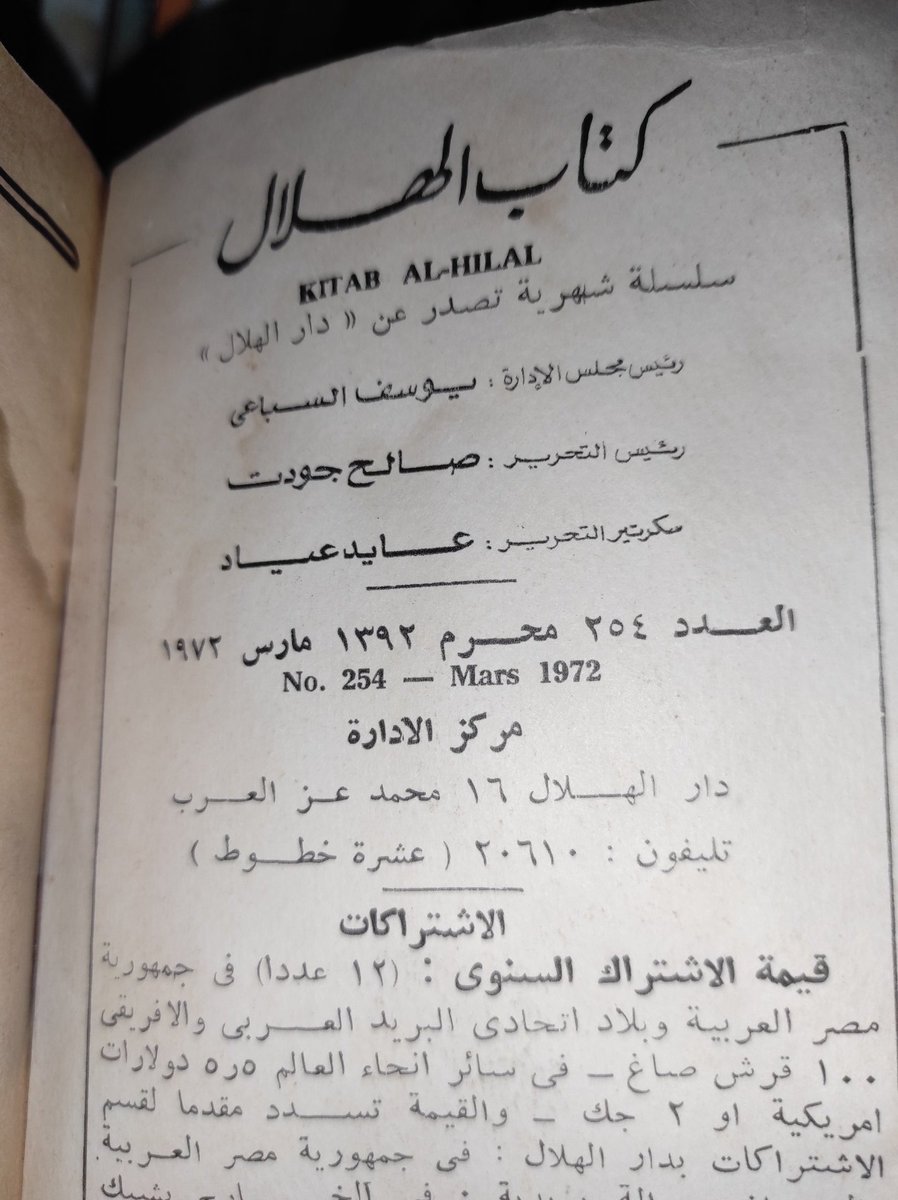 كتاب الهلال
KITAB AL-HILAL
سلسلة شهرية تصدر عن « دار الهلال »
رئيس مجلس الإدارة : يوسف السباعي
رئيس التحرير : صالح جودت
سكرتير التحرير : عايد عياد
العدد ٢٥٤ محرم ١٣٩٢ مارس ١٩٧٢
No. 254 — Mars 1972
مركز الادارة
دار الهلال ١٦ محمد عز العرب
تليفون : ٢٠٦١٠ ( عشرة خطوط )
الاشتراكات
قيمة الاشتراك السنوى : (١٢ عددا) فى جمهورية
مصر العربية وبلاد اتحادى البريد العربى والافريقى
١٠٠ قرش صاغ - فى سائر انحاء العالم ٥ر٥ دولارات
امريكية او ٢ جك - والقيمة تسدد مقدما لقسم
الاشتراكات بدار الهلال : فى جمهورية مصر العربية